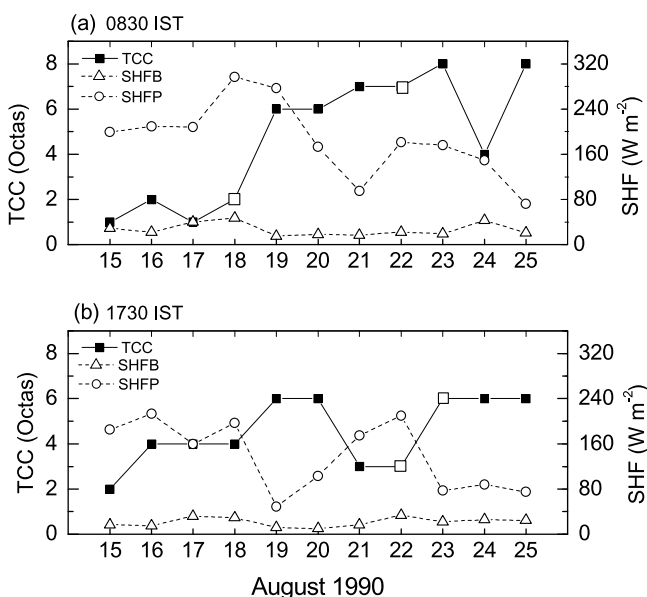 (a) 0830 IST
TCC
SHFB
SHFP
8
6
4
2
0
320
240
160
80
0
TCC (Octas)
SHF (W m-2)
15 16 17 18 19 20 21 22 23 24 25
(b) 1730 IST
TCC
SHFB
SHFP
8
6
4
2
0
320
240
160
80
0
TCC (Octas)
SHF (W m-2)
15 16 17 18 19 20 21 22 23 24 25
August 1990